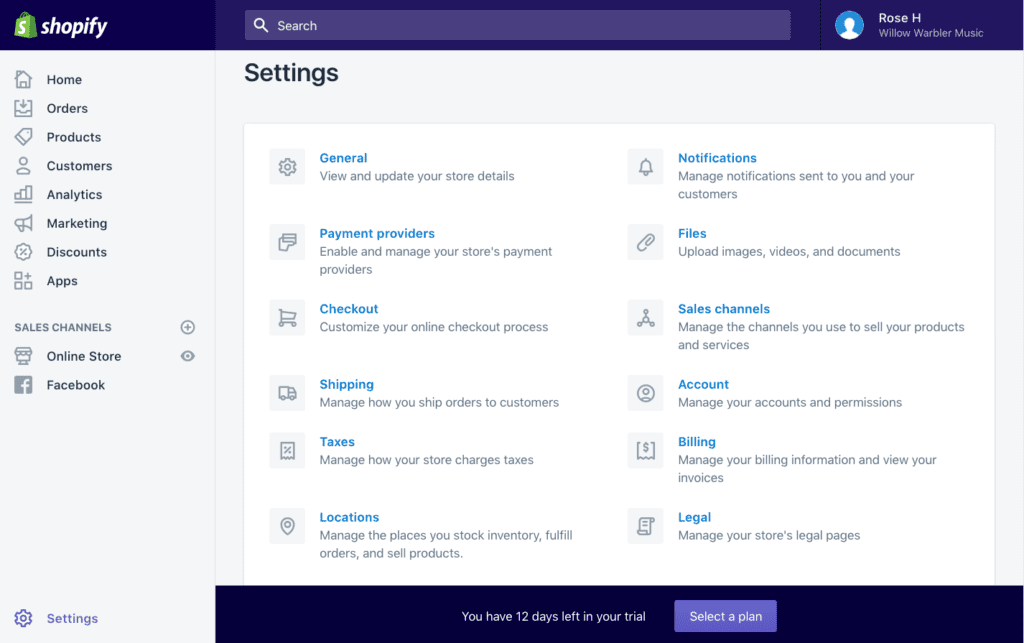 shopify
Search
Rose H
Willow Warbler Music
Home
Orders
Products
Customers
Analytics
Marketing
Discounts
Apps
SALES CHANNELS
Online Store
Facebook
Settings
Settings
General
View and update your store details
Payment providers
Enable and manage your store's payment
providers
Checkout
Customize your online checkout process
Shipping
Manage how you ship orders to customers
Taxes
Manage how your store charges taxes
Locations
Manage the places you stock inventory, fulfill
orders, and sell products.
Notifications
Manage notifications sent to you and your
customers
Files
Upload images, videos, and documents
Sales channels
Manage the channels you use to sell your products
and services
Account
Manage your accounts and permissions
Billing
Manage your billing information and view your
invoices
Legal
Manage your store's legal pages
You have 12 days left in your trial
Select a plan